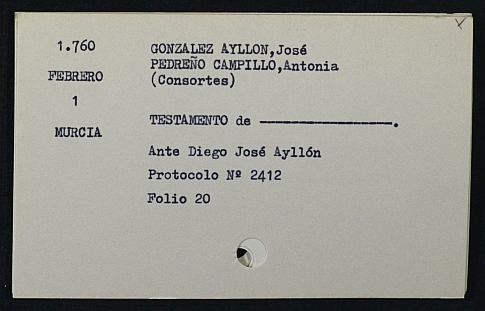 1.760
FEBRERO
1
MURCIA
GONZALEZ AYLLON,José
PEDREÑO CAMPILLO,Antonia
(Consortes)
TESTAMENTO de ------------------.
Ante Diego José Ayllón
Protocolo Nº 2412
Folio 20